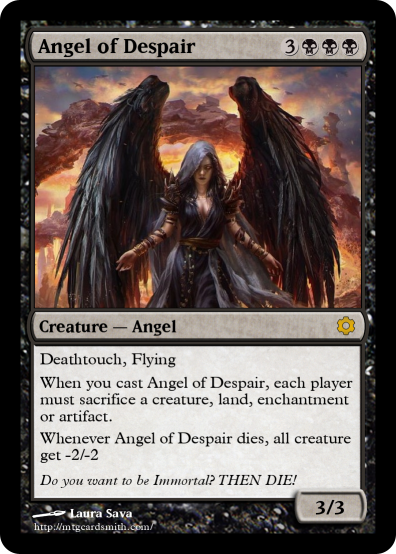 Angel of Despair 3
Creature — Angel
Deathtouch, Flying
When you cast Angel of Despair, each player
must sacrifice a creature, land, enchantment
or artifact.
Whenever Angel of Despair dies, all creature
get -2/-2
Do you want to be Immortal? THEN DIE!
3/3
Laura Sava
http://mtgcardsmith.com/